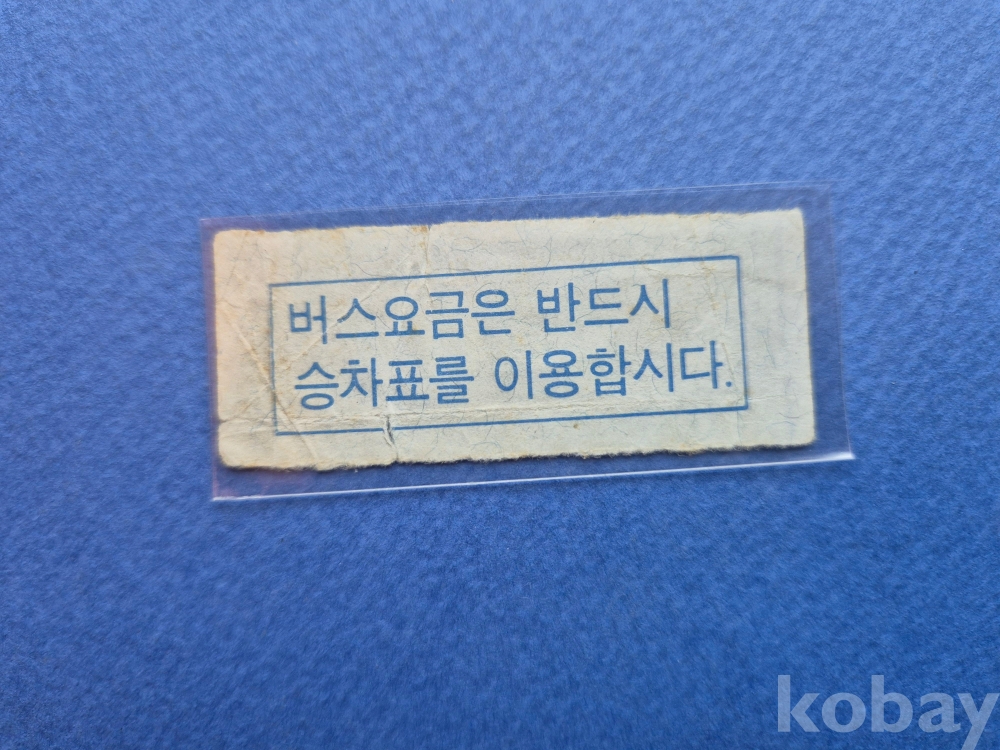 버스요금은 반드시
승차표를 이용합시다.
kobay